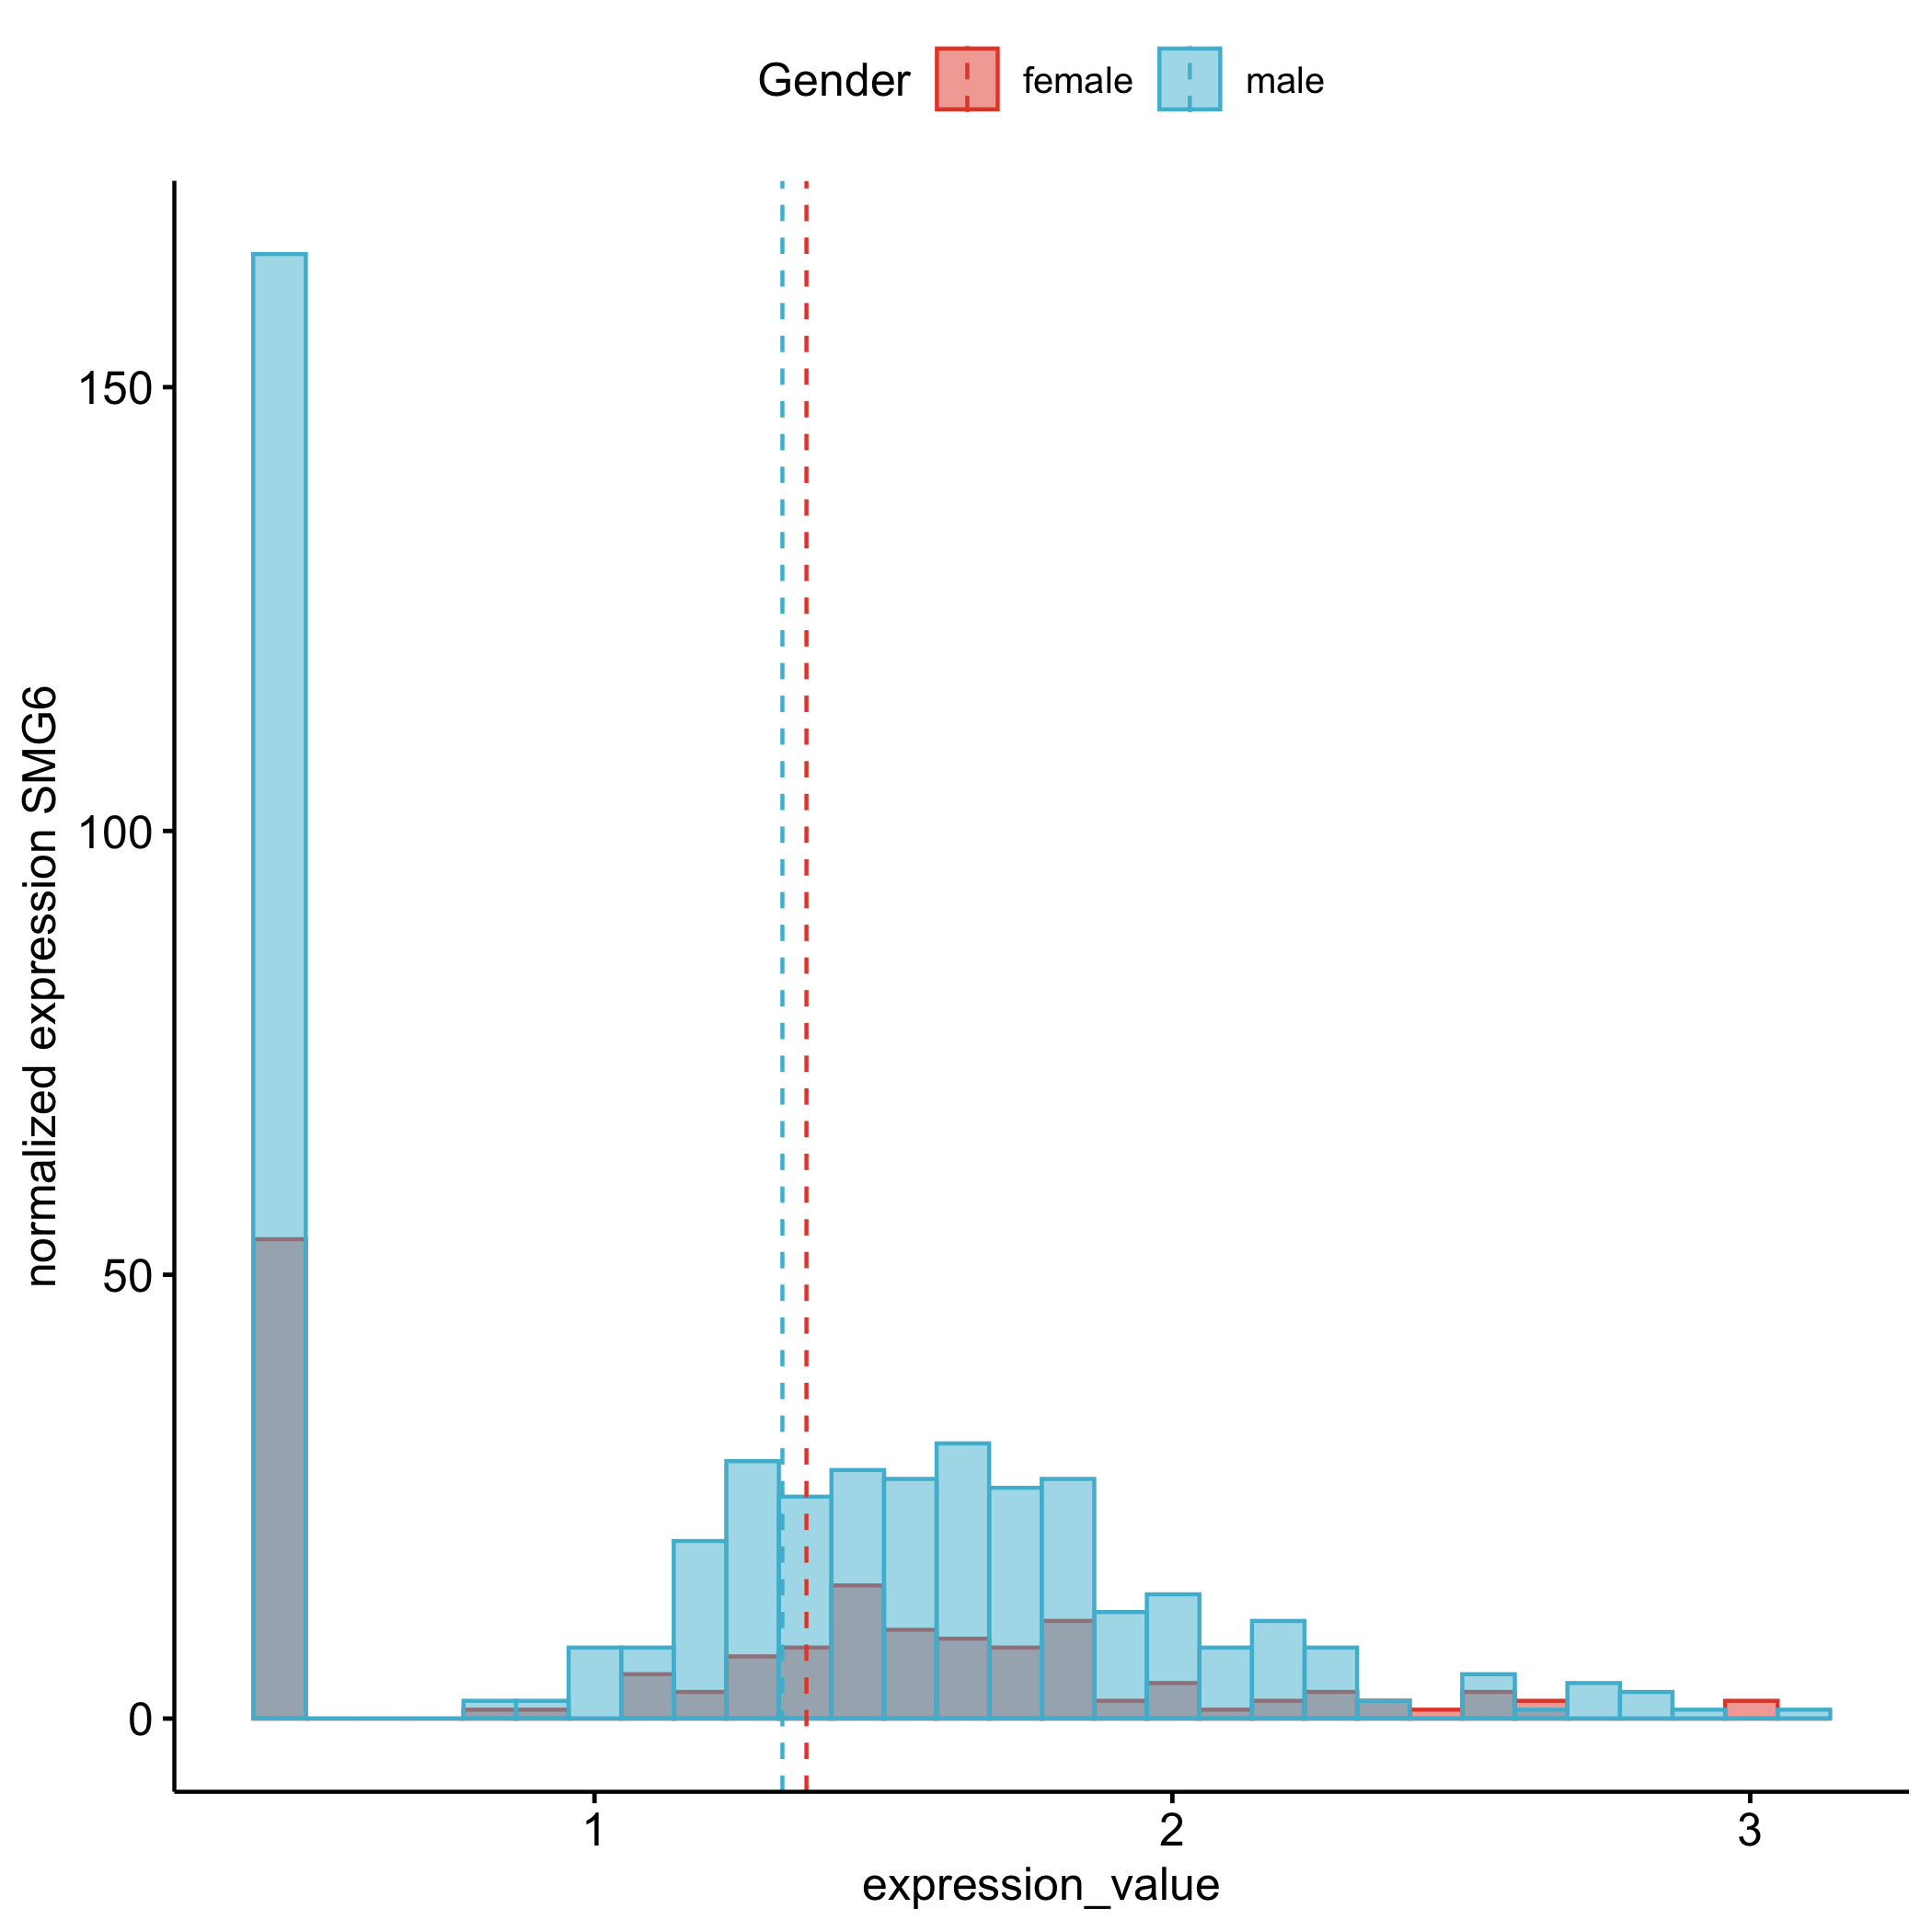 Gender female male
normalized expression SMG6
150
100
50
0
1 2 3
expression_value